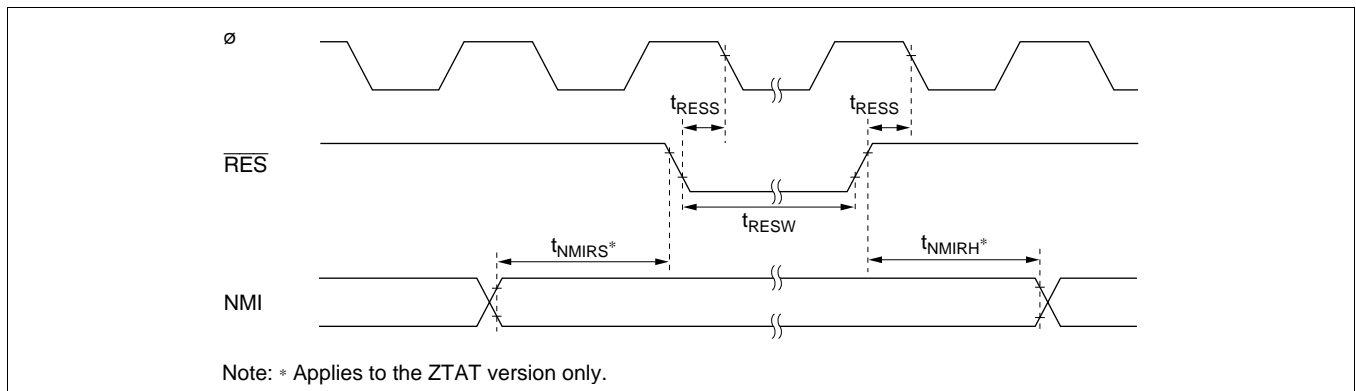 ø
tRESS tRESS
RES
tRESW
tNMIRS* tNMIRH*
NMI
Note: * Applies to the ZTAT version only.